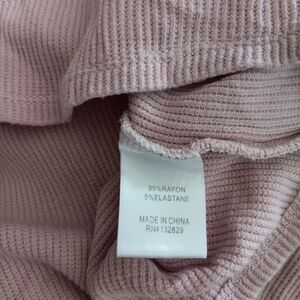 95%RAYON
5%ELASTANE
MADE IN CHINA
RN#132829